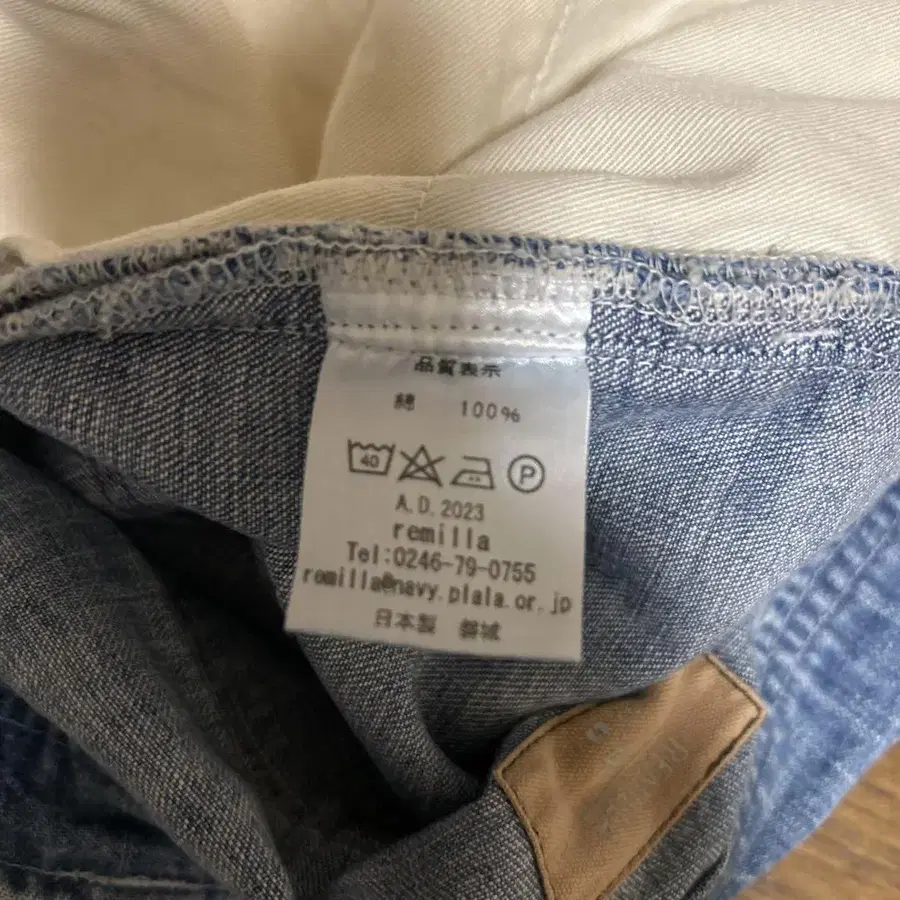 品質表示
綿 100%
40 P
A.D.2023
remilla
Tel:0246-79-0755
remilla@navy.plala.or.jp
日本製 磐城